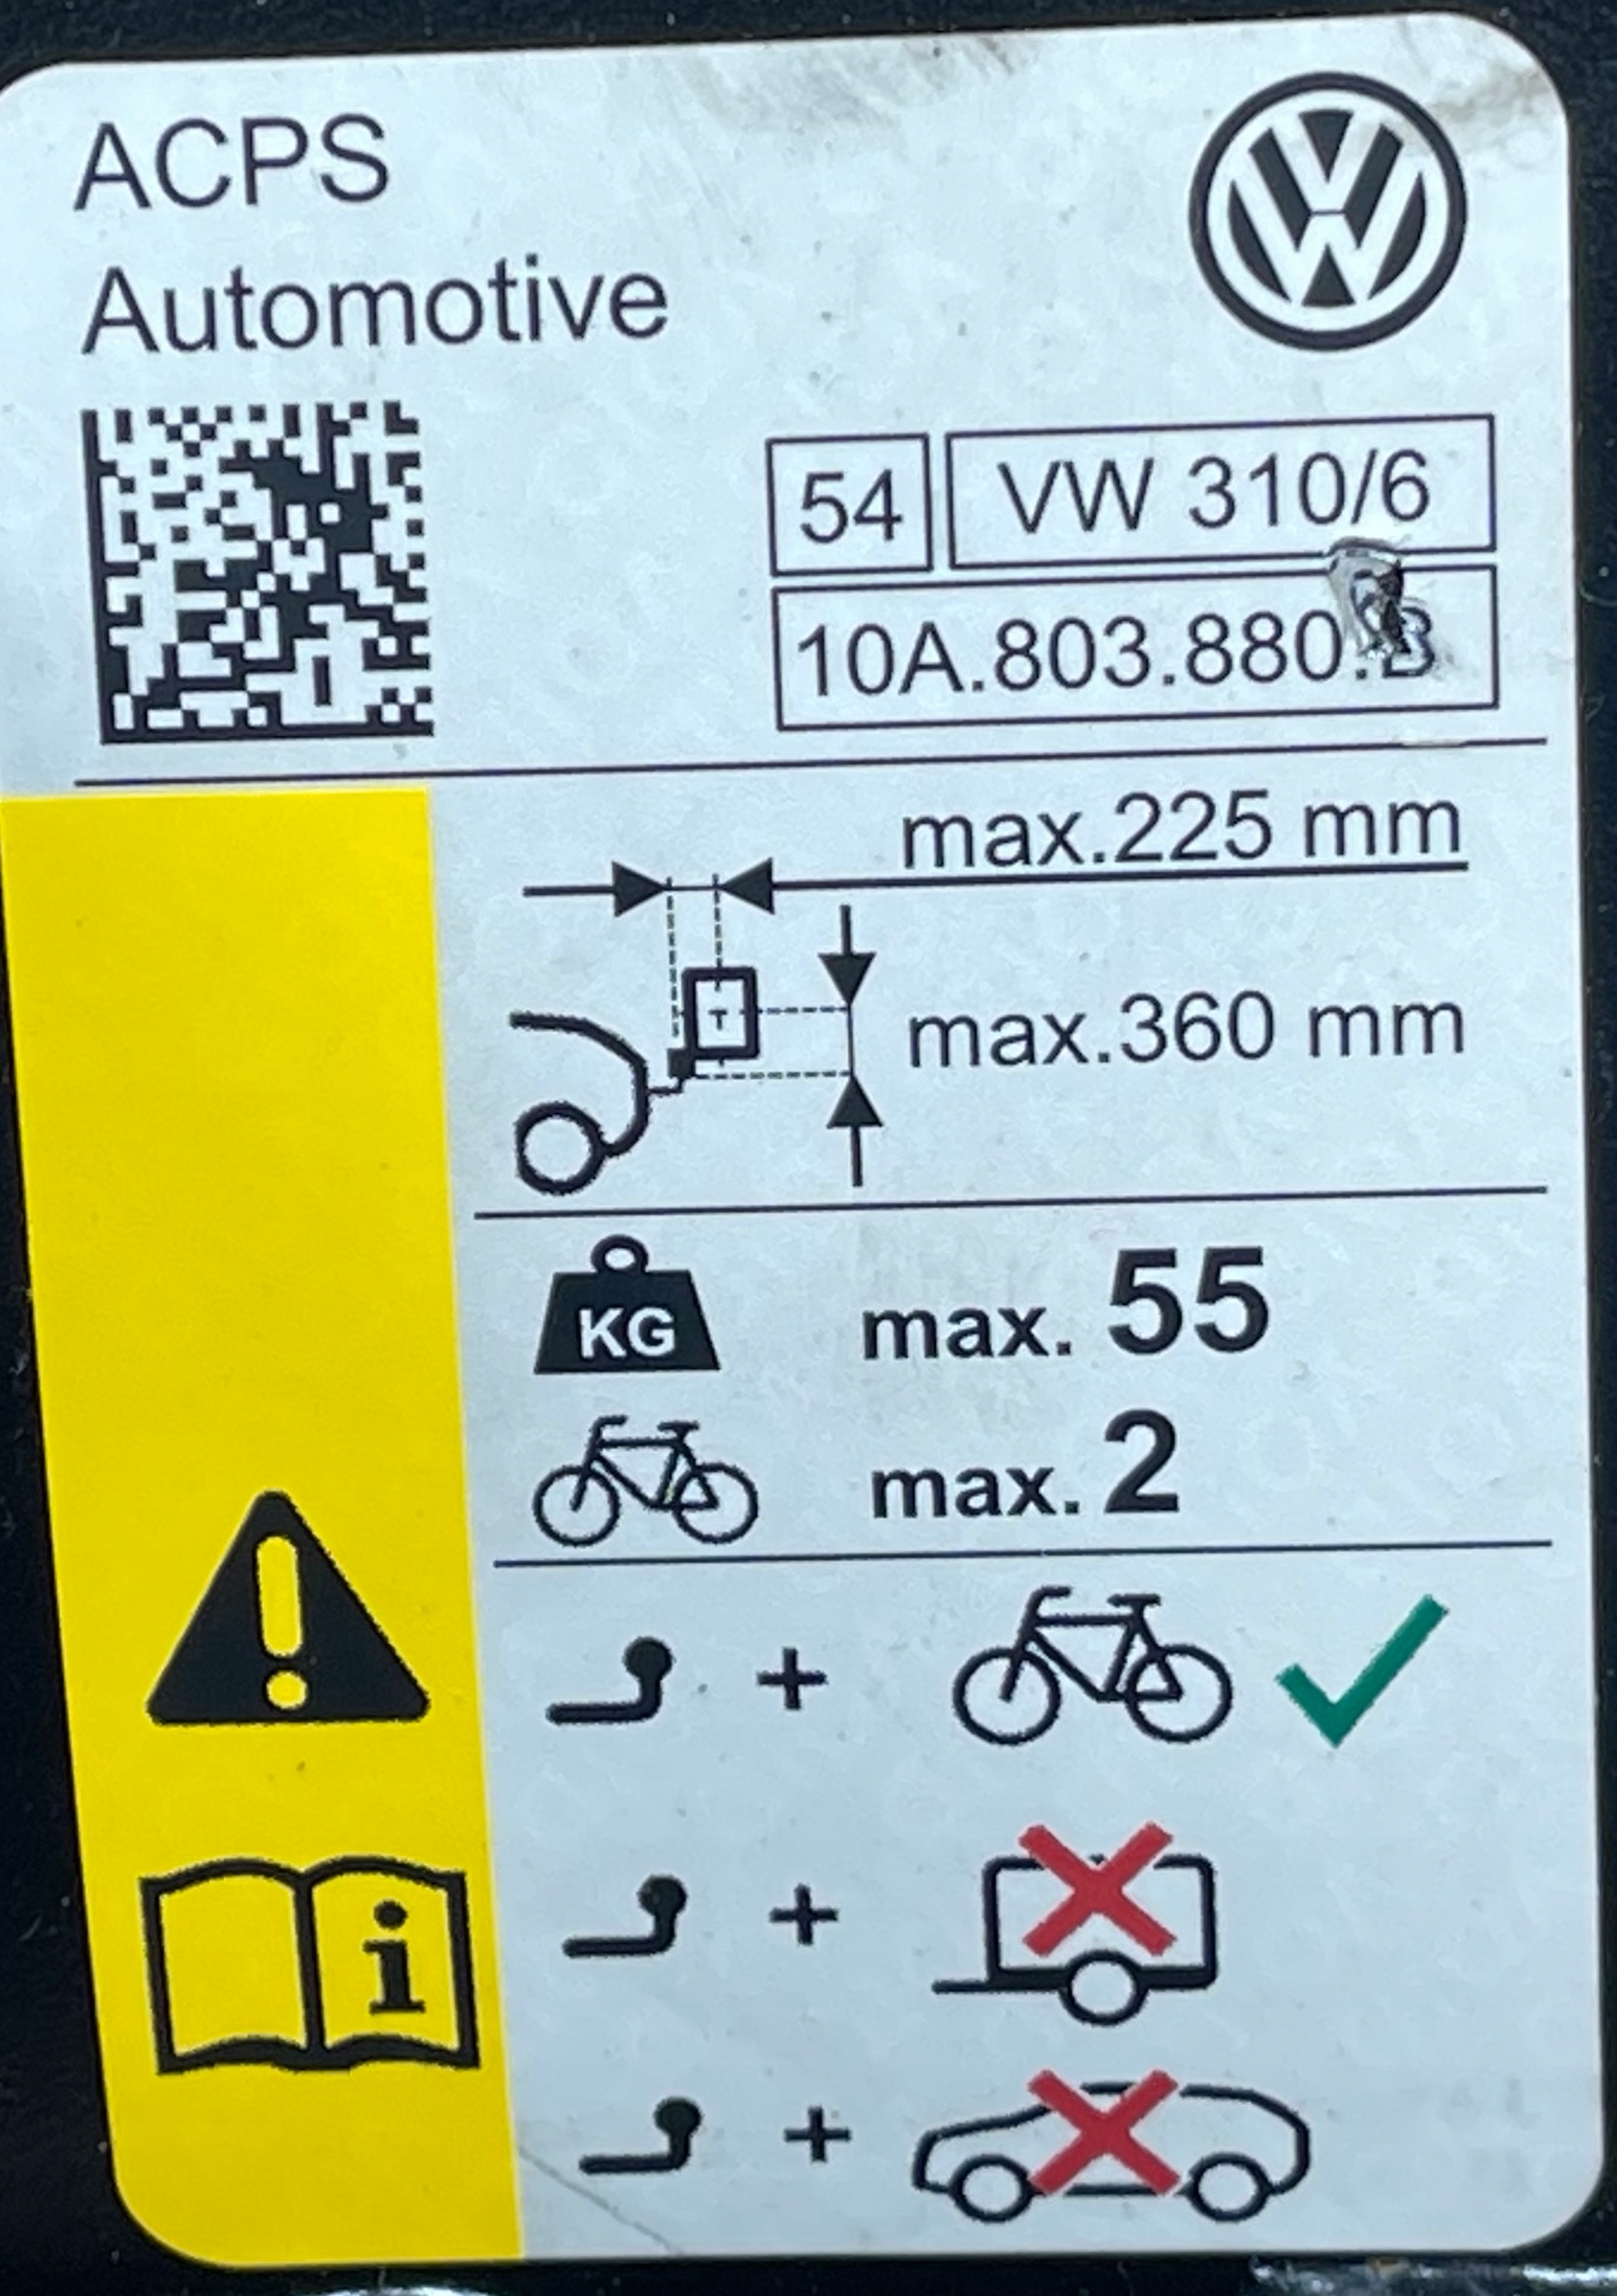 ACPS
Automotive
54 VW 310/6
10A.803.880.B
max.225 mm
T
max.360 mm
KG max. 55
max. 2
i